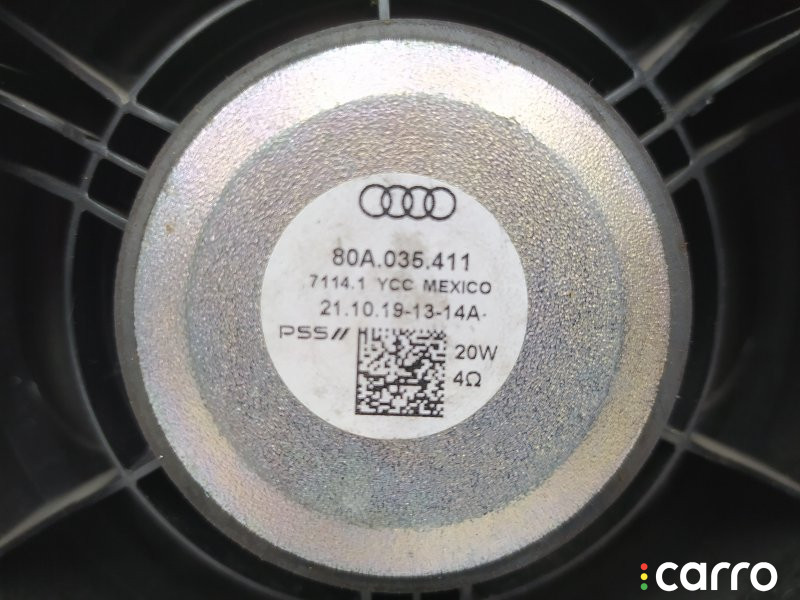 80A.035.411
7114.1 YCC MEXICO
21.10.19-13-14A
PSS//
20W
4Ω
carro